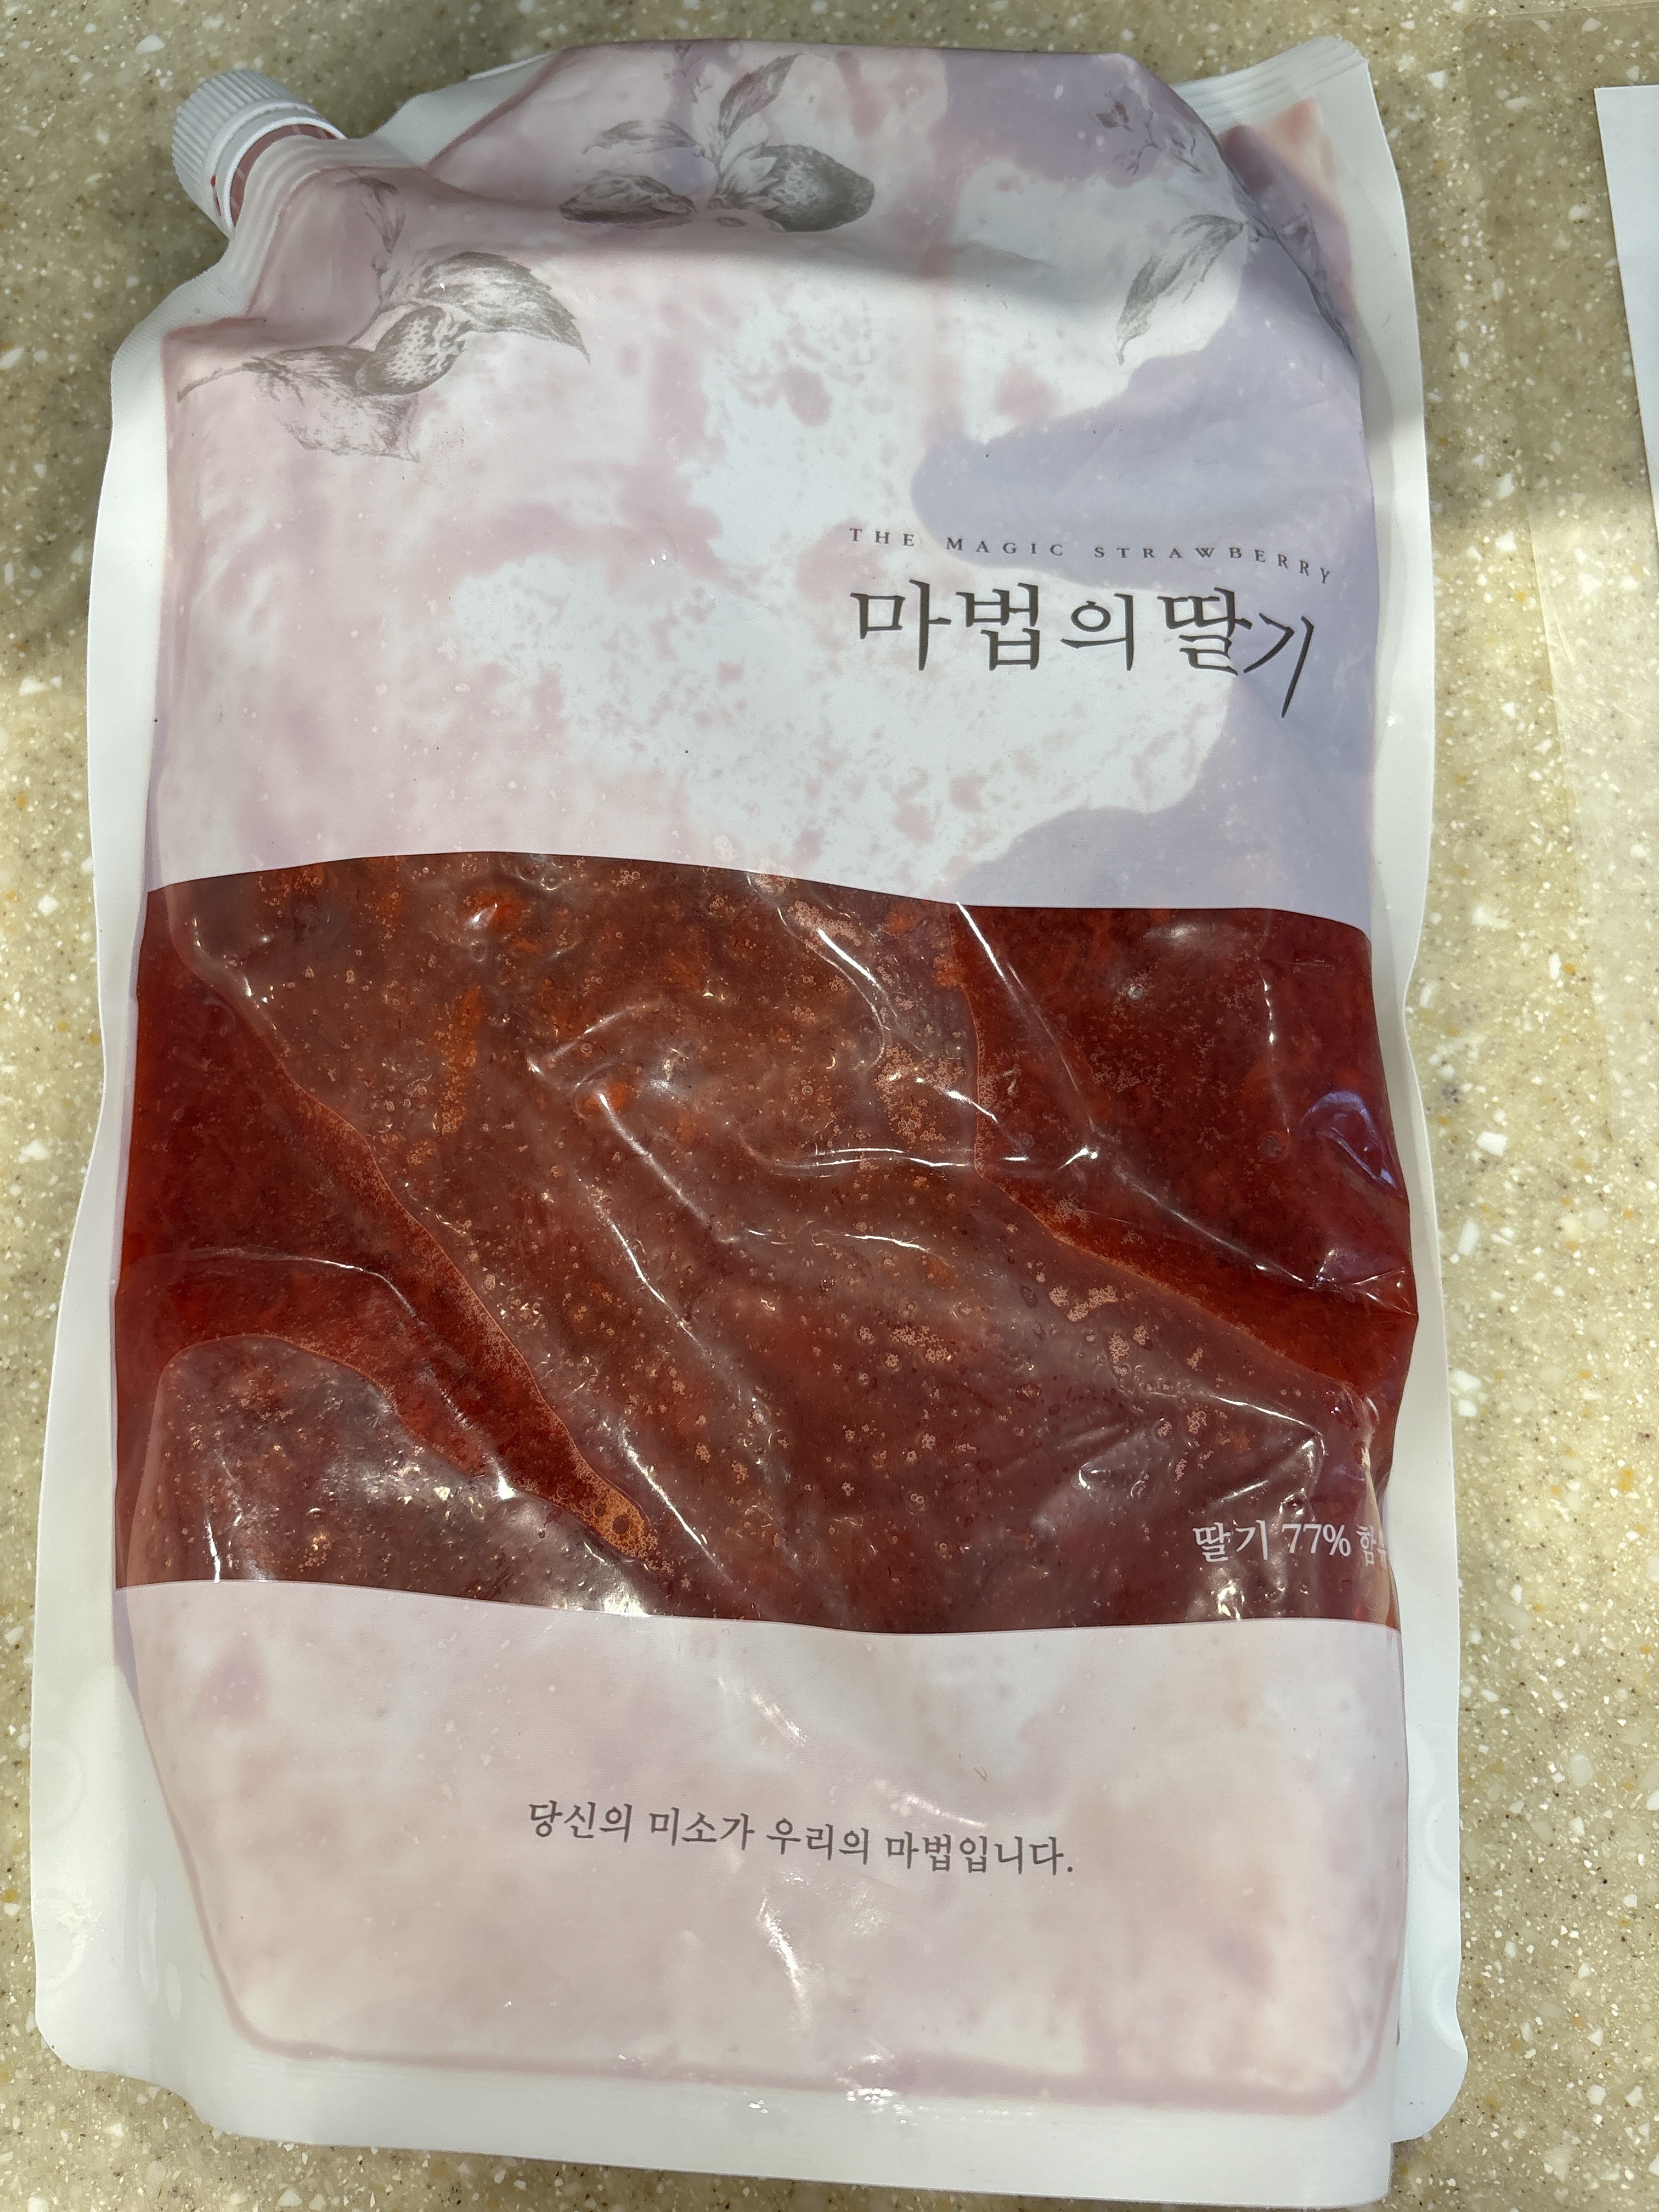 THE MAGIC STRAWBERRY
마법의 딸기
딸기 77%
당신의 미소가 우리의 마법입니다.